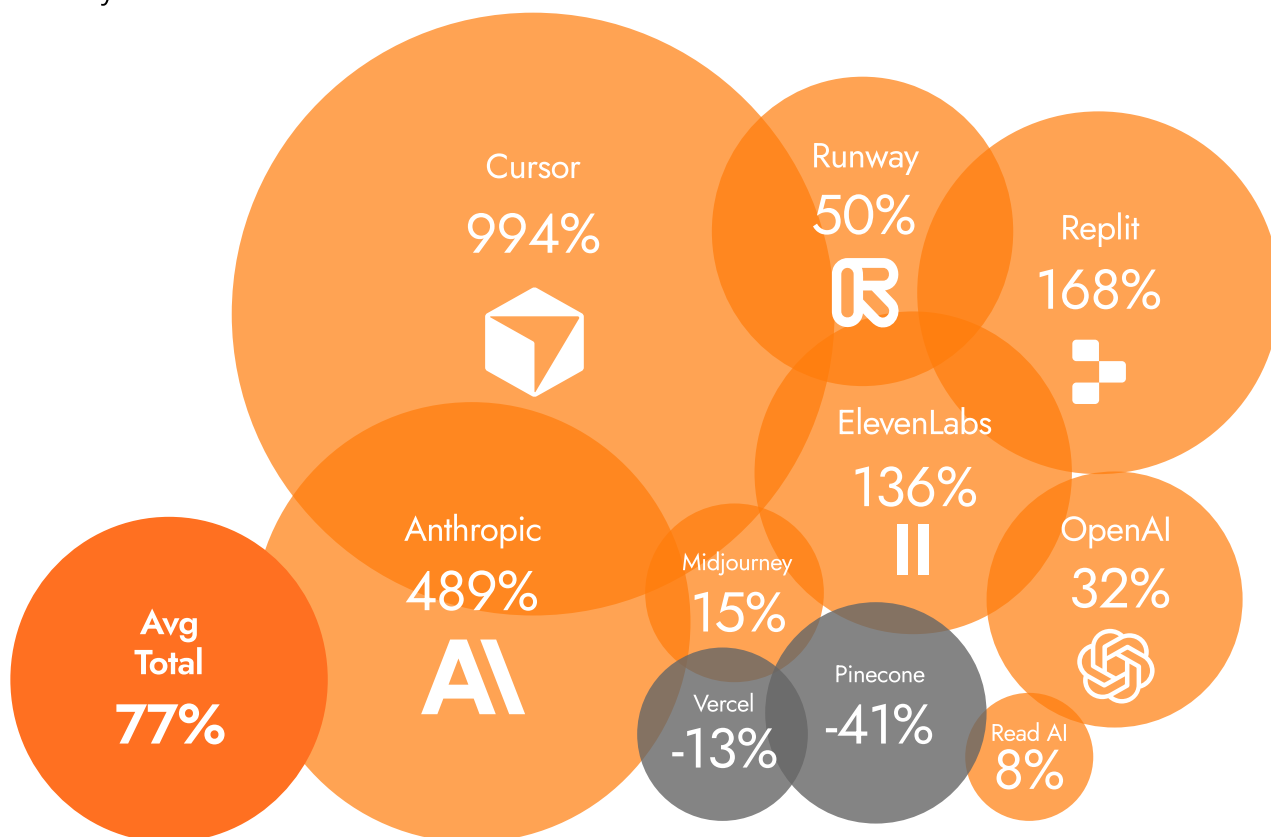 Cursor
994%
Runway
50%
Replit
168%
ElevenLabs
136%
Anthropic
489%
Midjourney
15%
OpenAI
32%
Avg
Total
77%
Vercel
-13%
Pinecone
-41%
Read AI
8%